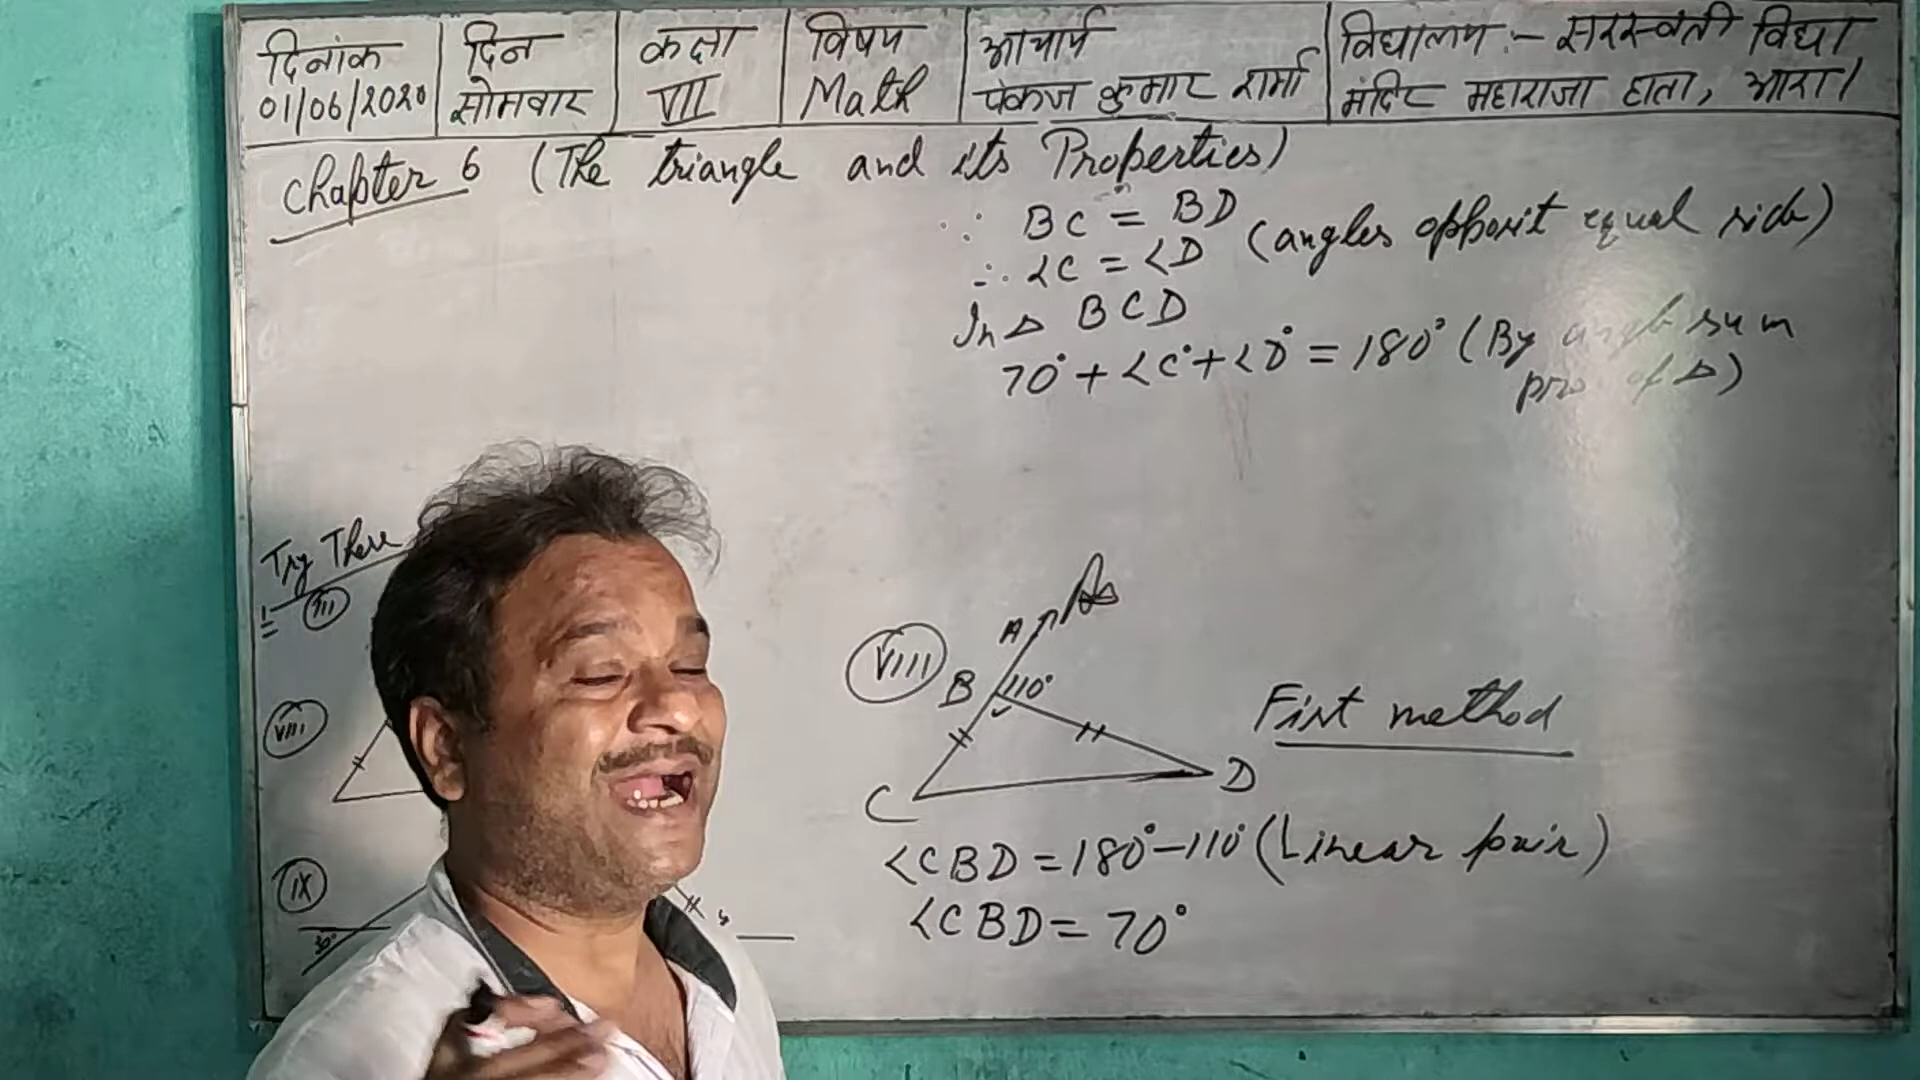 दिनांक
01/06/2020
दिन
सोमवार
कक्षा
VII
विषय
Math
आचार्य
पंकज कुमार शर्मा
विद्यालय :- सरस्वती विद्या
मंदिर महाराजा हाता, आरा।
Chapter 6 (The triangle and its Properties)
∵ BC = BD
∴ ∠C = ∠D (angles opposit equal side)
In △ BCD
70° + ∠C° + ∠D° = 180° (By angle sum
pro. of △)
Try These
1
VII
VIII
IX
VIII
A
B 110°
C
D
First method
∠CBD = 180° - 110° (Linear pair)
∠CBD = 70°